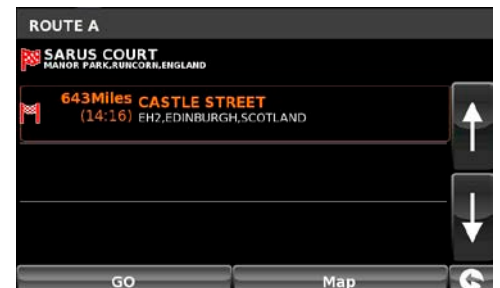 ROUTE A
SARUS COURT
MANOR PARK,RUNCORN,ENGLAND
643Miles CASTLE STREET
(14:16) EH2,EDINBURGH,SCOTLAND
GO Map